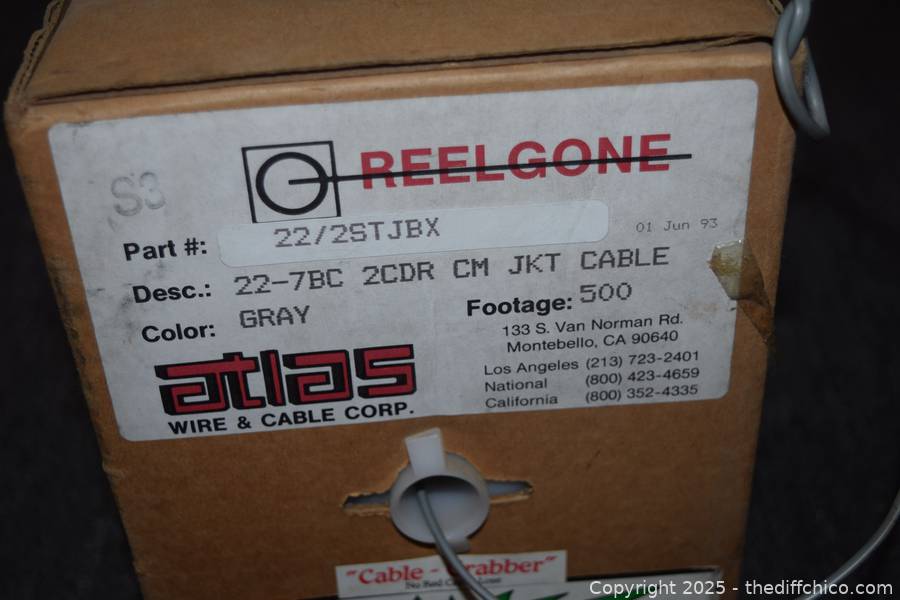 REELGONE
S3
01 Jun 93
Part #: 22/2STJBX
Desc.: 22-7BC 2CDR CM JKT CABLE
Color: GRAY
Footage: 500
133 S. Van Norman Rd.
Montebello, CA 90640
Los Angeles (213) 723-2401
National (800) 423-4659
California (800) 352-4335
atlas
WIRE & CABLE CORP.
"Cable - Grabber"
No
Copyright 2025 - thediffchico.com